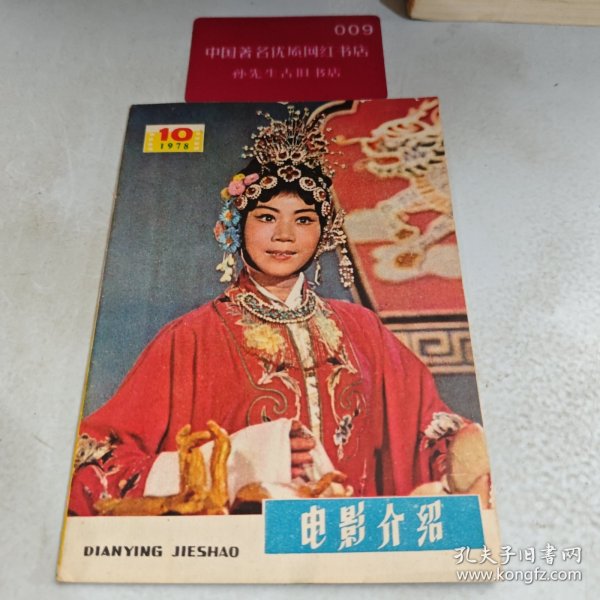 009
中国著名优质网红书店
孙先生古旧书店
10
1978
电影介绍
DIANYING JIESHAO
孔夫子旧书网
www.kongfz.com